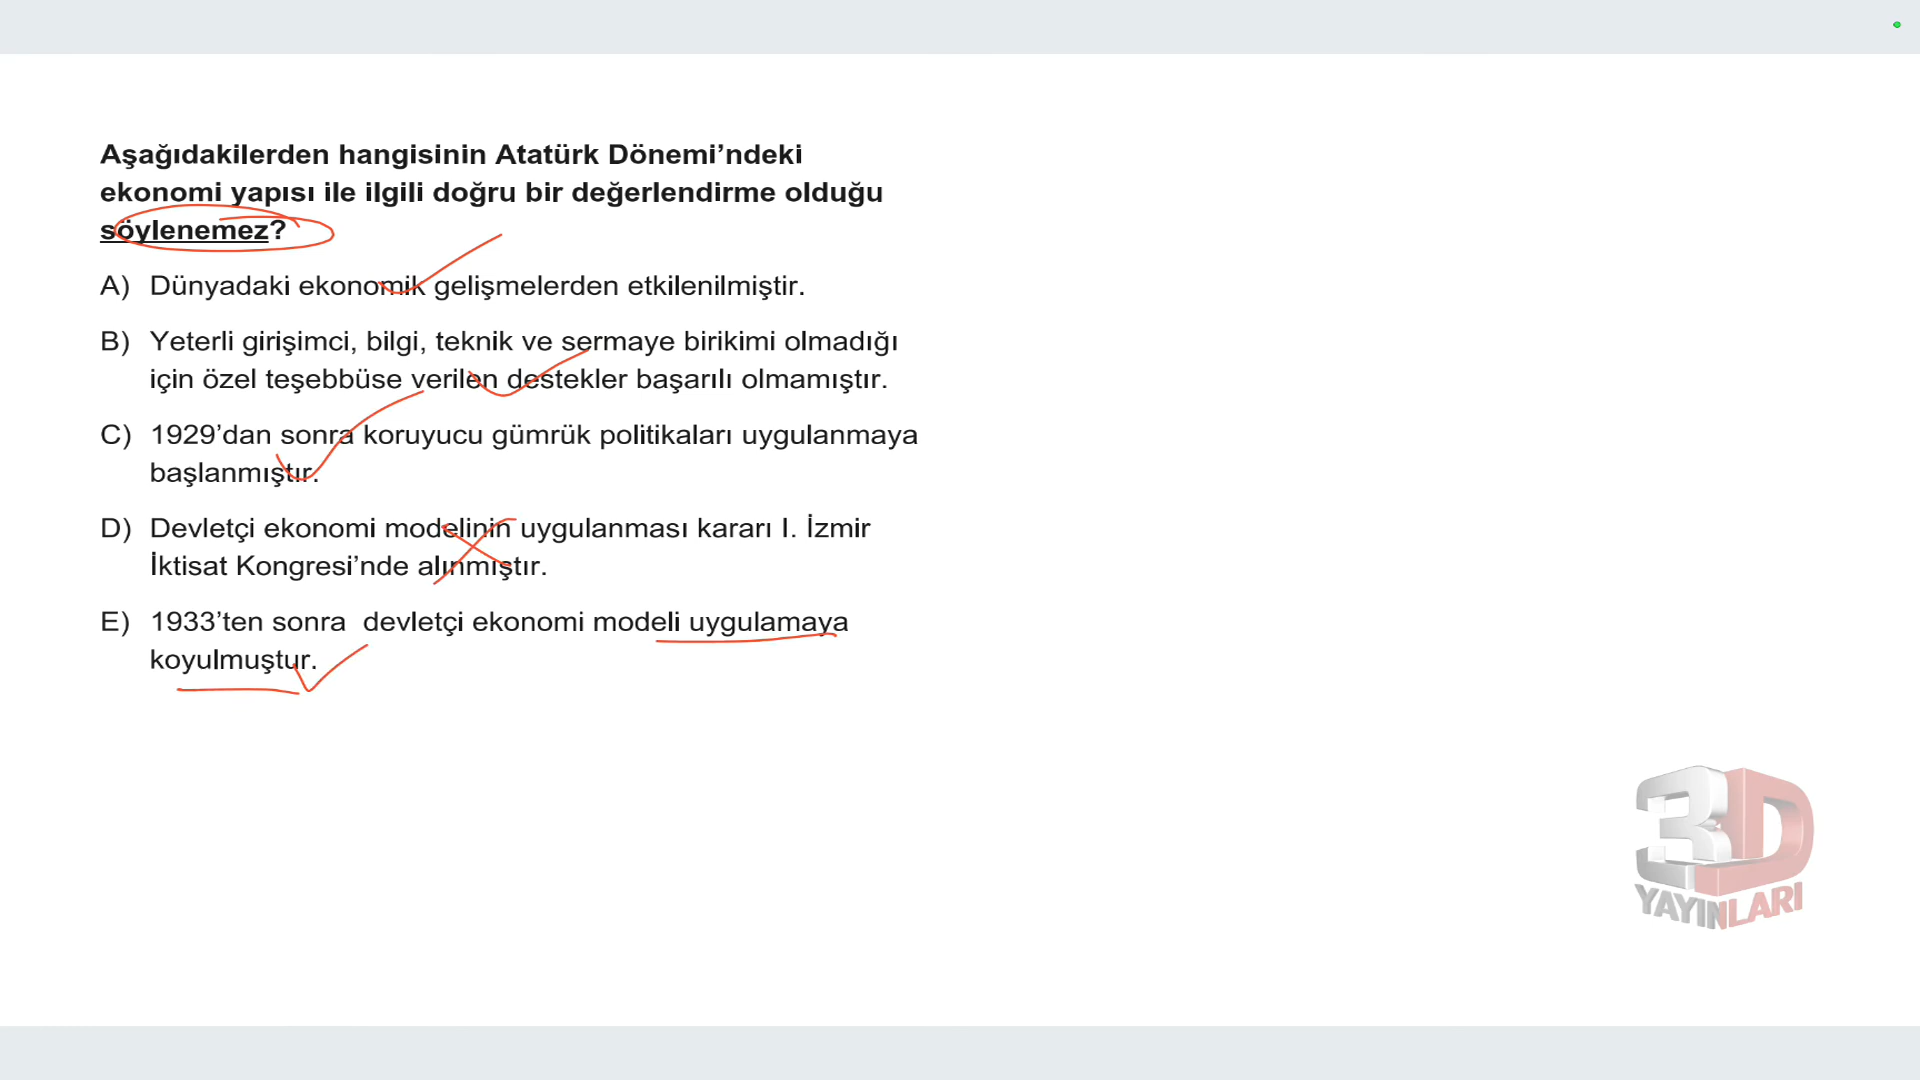 Aşağıdakilerden hangisinin Atatürk Dönemi’ndeki
ekonomi yapısı ile ilgili doğru bir değerlendirme olduğu
söylenemez?
A) Dünyadaki ekonomik gelişmelerden etkilenilmiştir.
B) Yeterli girişimci, bilgi, teknik ve sermaye birikimi olmadığı
için özel teşebbüse verilen destekler başarılı olmamıştır.
C) 1929’dan sonra koruyucu gümrük politikaları uygulanmaya
başlanmıştır.
D) Devletçi ekonomi modelinin uygulanması kararı I. İzmir
İktisat Kongresi’nde alınmıştır.
E) 1933’ten sonra devletçi ekonomi modeli uygulamaya
koyulmuştur.
3D
YAYINLARI